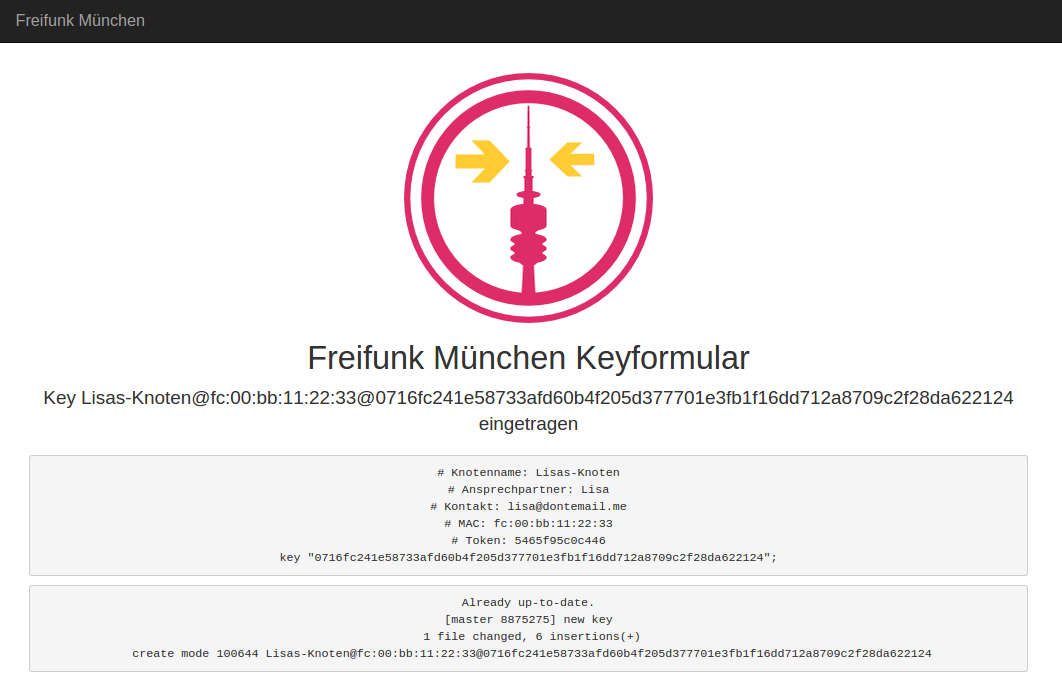 Freifunk München
Freifunk München Keyformular
Key Lisas-Knoten@fc:00:bb:11:22:33@0716fc241e58733afd60b4f205d377701e3fb1f16dd712a8709c2f28da622124
eingetragen
# Knotenname: Lisas-Knoten
# Ansprechpartner: Lisa
# Kontakt: lisa@dontemail.me
# MAC: fc:00:bb:11:22:33
# Token: 5465f95c0c446
key "0716fc241e58733afd60b4f205d377701e3fb1f16dd712a8709c2f28da622124";
Already up-to-date.
[master 8875275] new key
1 file changed, 6 insertions(+)
create mode 100644 Lisas-Knoten@fc:00:bb:11:22:33@0716fc241e58733afd60b4f205d377701e3fb1f16dd712a8709c2f28da622124